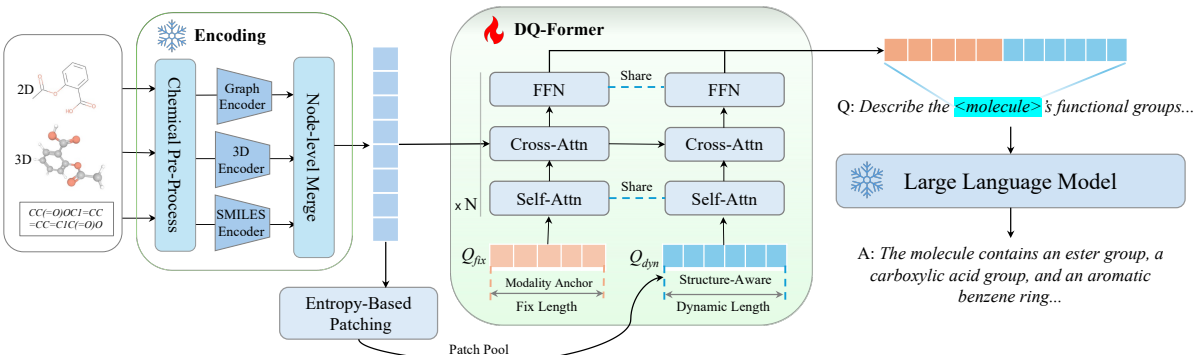 2D
3D
CC(=O)OC1=CC
=CC=C1C(=O)O
Encoding
Chemical Pre-Process
Graph
Encoder
3D
Encoder
SMILES
Encoder
Node-level Merge
Entropy-Based
Patching
Patch Pool
DQ-Former
FFN
Share
FFN
Cross-Attn
Cross-Attn
x N
Self-Attn
Share
Self-Attn
Qfix
Modality Anchor
Fix Length
Qdyn
Structure-Aware
Dynamic Length
Q: Describe the <molecule>'s functional groups...
Large Language Model
A: The molecule contains an ester group, a
carboxylic acid group, and an aromatic
benzene ring...